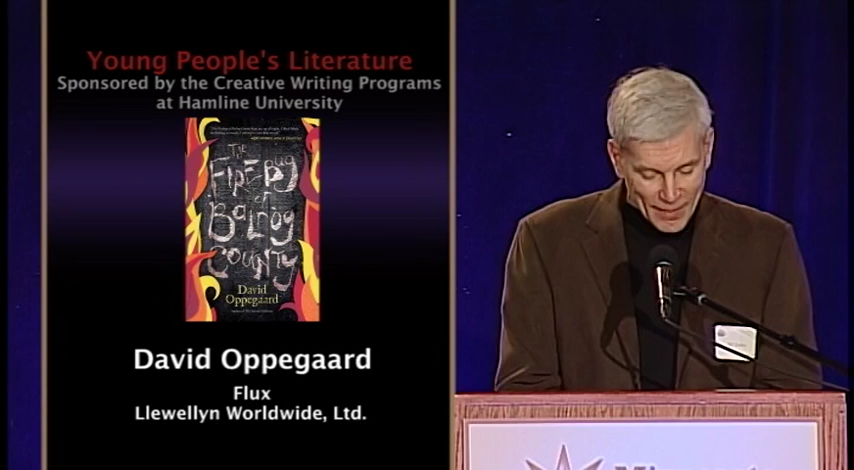 Young People's Literature
Sponsored by the Creative Writing Programs
at Hamline University
The
FIREBUG
of
BaLROG
COUNTY
David
Oppegaard
David Oppegaard
Flux
Llewellyn Worldwide, Ltd.